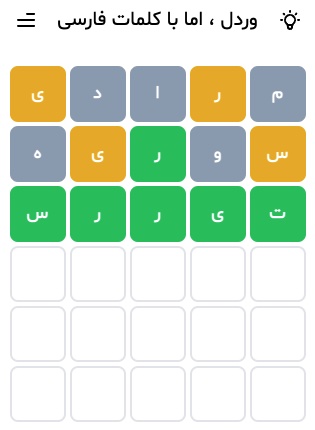 وردل ، اما با کلمات فارسی
م ر ا د ی
س و ر ی ه
ت ی ر ر س